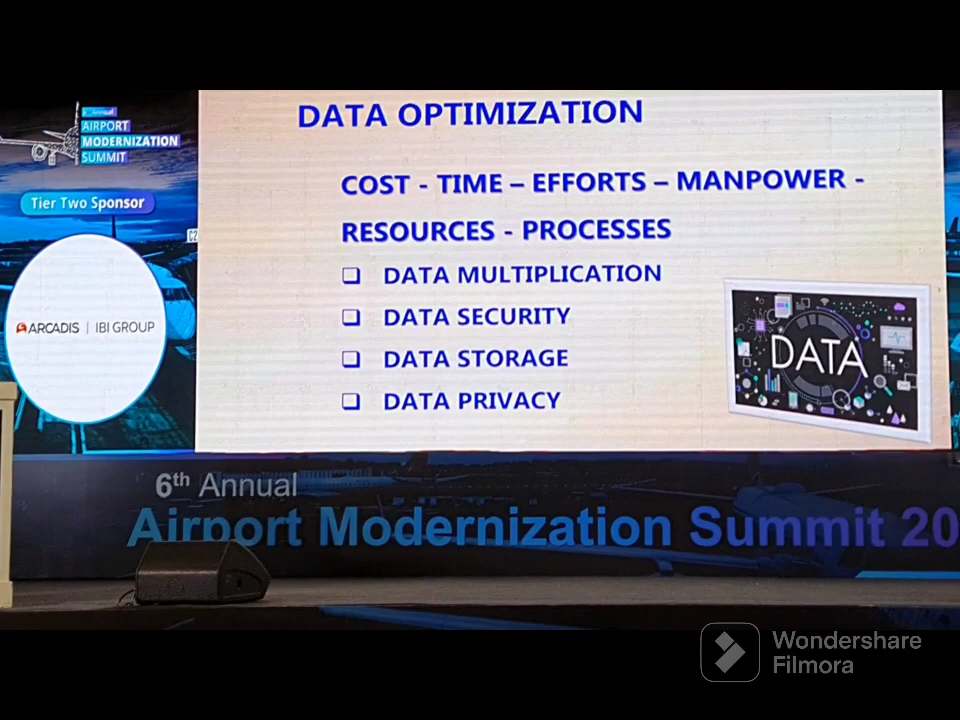 DATA OPTIMIZATION
COST - TIME – EFFORTS – MANPOWER -
RESOURCES - PROCESSES
❑ DATA MULTIPLICATION
❑ DATA SECURITY
❑ DATA STORAGE
❑ DATA PRIVACY
DATA
Annual
AIRPORT
MODERNIZATION
SUMMIT
Tier Two Sponsor
ARCADIS | IBI GROUP
6th Annual
Airport Modernization Summit 20
Wondershare
Filmora